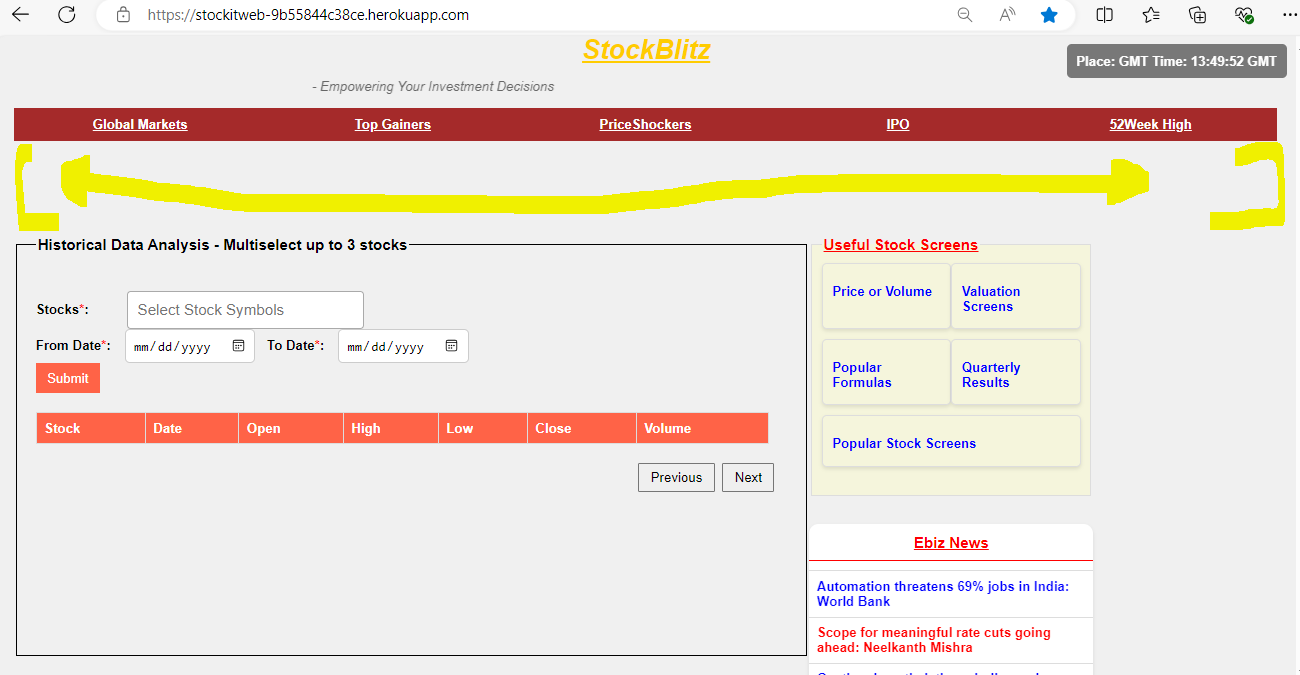 https://stockitweb-9b55844c38ce.herokuapp.com
StockBlitz
Place: GMT Time: 13:49:52 GMT
- Empowering Your Investment Decisions
Global Markets Top Gainers PriceShockers IPO 52Week High
Historical Data Analysis - Multiselect up to 3 stocks
Stocks*: Select Stock Symbols
From Date*: mm/dd/yyyy To Date*: mm/dd/yyyy
Submit
Stock Date Open High Low Close Volume
Previous Next
Useful Stock Screens
Price or Volume
Valuation
Screens
Popular
Formulas
Quarterly
Results
Popular Stock Screens
Ebiz News
Automation threatens 69% jobs in India:
World Bank
Scope for meaningful rate cuts going
ahead: Neelkanth Mishra